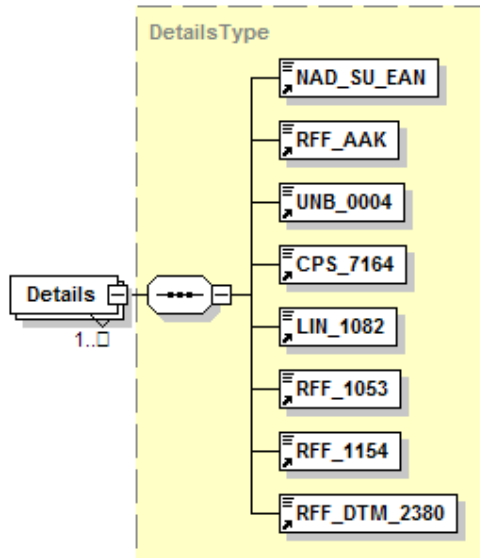 DetailsType
NAD_SU_EAN
RFF_AAK
UNB_0004
CPS_7164
Details
1..□
LIN_1082
RFF_1053
RFF_1154
RFF_DTM_2380